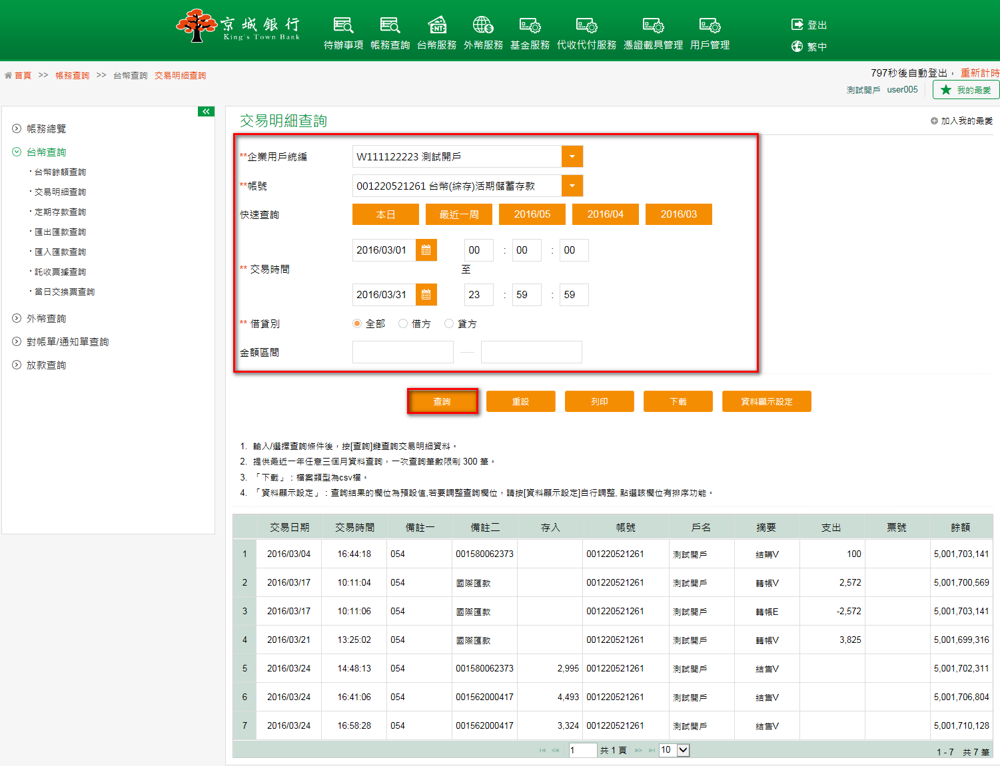 京城銀行
King's Town Bank
待辦事項 帳務查詢 台幣服務 外幣服務 基金服務 代收代付服務 憑證載具管理 用戶管理
登出
繁中
首頁 >> 帳務查詢 >> 台幣查詢 交易明細查詢
797秒後自動登出， 重新計時
測試開戶 user005 我的最愛
帳務總覽
台幣查詢
‧台幣餘額查詢
‧交易明細查詢
‧定期存款查詢
‧匯出匯款查詢
‧匯入匯款查詢
‧託收票據查詢
‧當日交換票查詢
外幣查詢
對帳單/通知單查詢
放款查詢
交易明細查詢
加入我的最愛
**企業用戶統編 W111122223 測試開戶
**帳號 001220521261 台幣(綜存)活期儲蓄存款
快速查詢 本日 最近一周 2016/05 2016/04 2016/03
2016/03/01 00 : 00 : 00
** 交易時間 至
2016/03/31 23 : 59 : 59
** 借貸別 全部 借方 貸方
金額區間 —
查詢 重設 列印 下載 資料顯示設定
1. 輸入/選擇查詢條件後，按[查詢]鍵查詢交易明細資料。
2. 提供最近一年任意三個月資料查詢，一次查詢筆數限制 300 筆。
3. 「下載」：檔案類型為csv檔。
4. 「資料顯示設定」：查詢結果的欄位為預設值,若要調整查詢欄位，請按[資料顯示設定]自行調整, 點選該欄位有排序功能。
交易日期 交易時間 備註一 備註二 存入 帳號 戶名 摘要 支出 票號 餘額
1 2016/03/04 16:44:18 054 001580062373 001220521261 測試開戶 結購V 100 5,001,703,141
2 2016/03/17 10:11:04 054 國際匯款 001220521261 測試開戶 轉帳V 2,572 5,001,700,569
3 2016/03/17 10:11:06 054 國際匯款 001220521261 測試開戶 轉帳E -2,572 5,001,703,141
4 2016/03/21 13:25:02 054 國際匯款 001220521261 測試開戶 轉帳V 3,825 5,001,699,316
5 2016/03/24 14:48:13 054 001580062373 2,995 001220521261 測試開戶 結售V 5,001,702,311
6 2016/03/24 16:41:06 054 001562000417 4,493 001220521261 測試開戶 結售V 5,001,706,804
7 2016/03/24 16:58:28 054 001562000417 3,324 001220521261 測試開戶 結售V 5,001,710,128
1 共 1 頁 10
1 - 7 共 7 筆